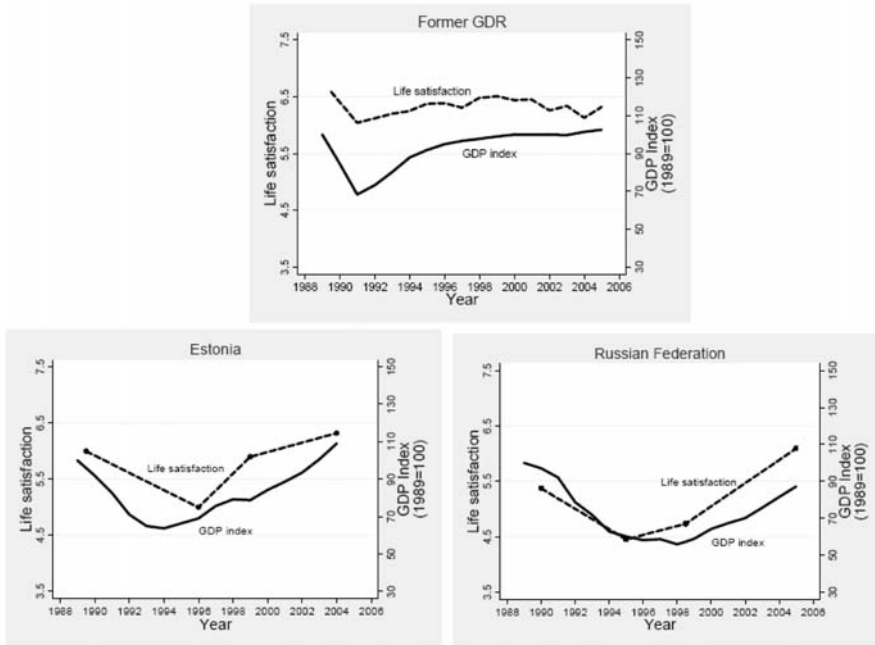 Former GDR
Life satisfaction
7.5
6.5
5.5
4.5
3.5
Life satisfaction
GDP index
150
130
110
90
70
50
30
GDP Index
(1989=100)
1988 1990 1992 1994 1996 1998 2000 2002 2004 2006
Year
Estonia
Life satisfaction
7.5
6.5
5.5
4.5
3.5
Life satisfaction
GDP index
150
130
110
90
70
50
30
GDP Index
(1989=100)
1988 1990 1992 1994 1996 1998 2000 2002 2004 2006
Year
Russian Federation
Life satisfaction
7.5
6.5
5.5
4.5
3.5
Life satisfaction
GDP index
150
130
110
90
70
50
30
GDP Index
(1989=100)
1988 1990 1992 1994 1996 1998 2000 2002 2004 2006
Year